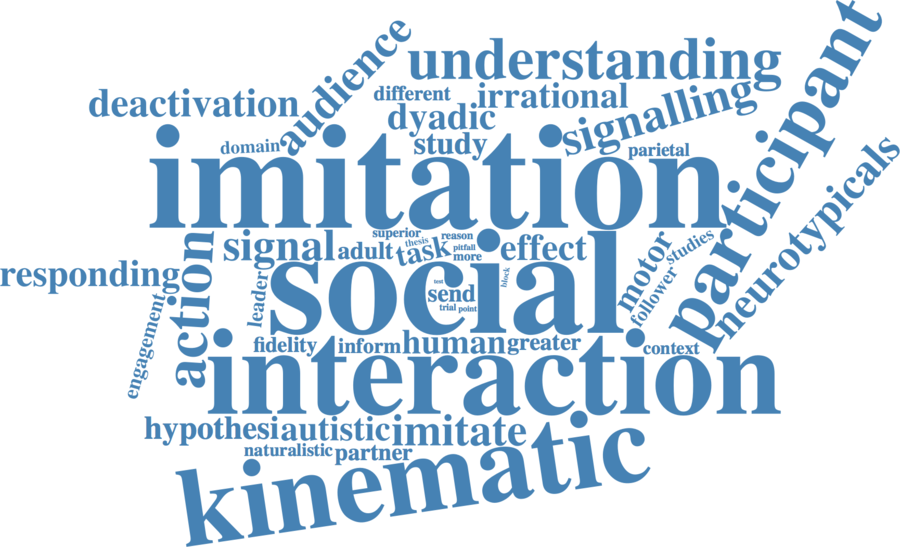 audience
understanding
deactivation
different
irrational
signalling
participant
dyadic
domain
study
parietal
imitation
neurotypicals
superior
reason
thesis
signal
adult
task
pitfall
more
effect
motor
studies
responding
action
leader
social
block
test
send
trial
point
follower
engagement
fidelity
inform
human
greater
context
interaction
hypothesi
autistic
imitate
naturalistic
partner
kinematic